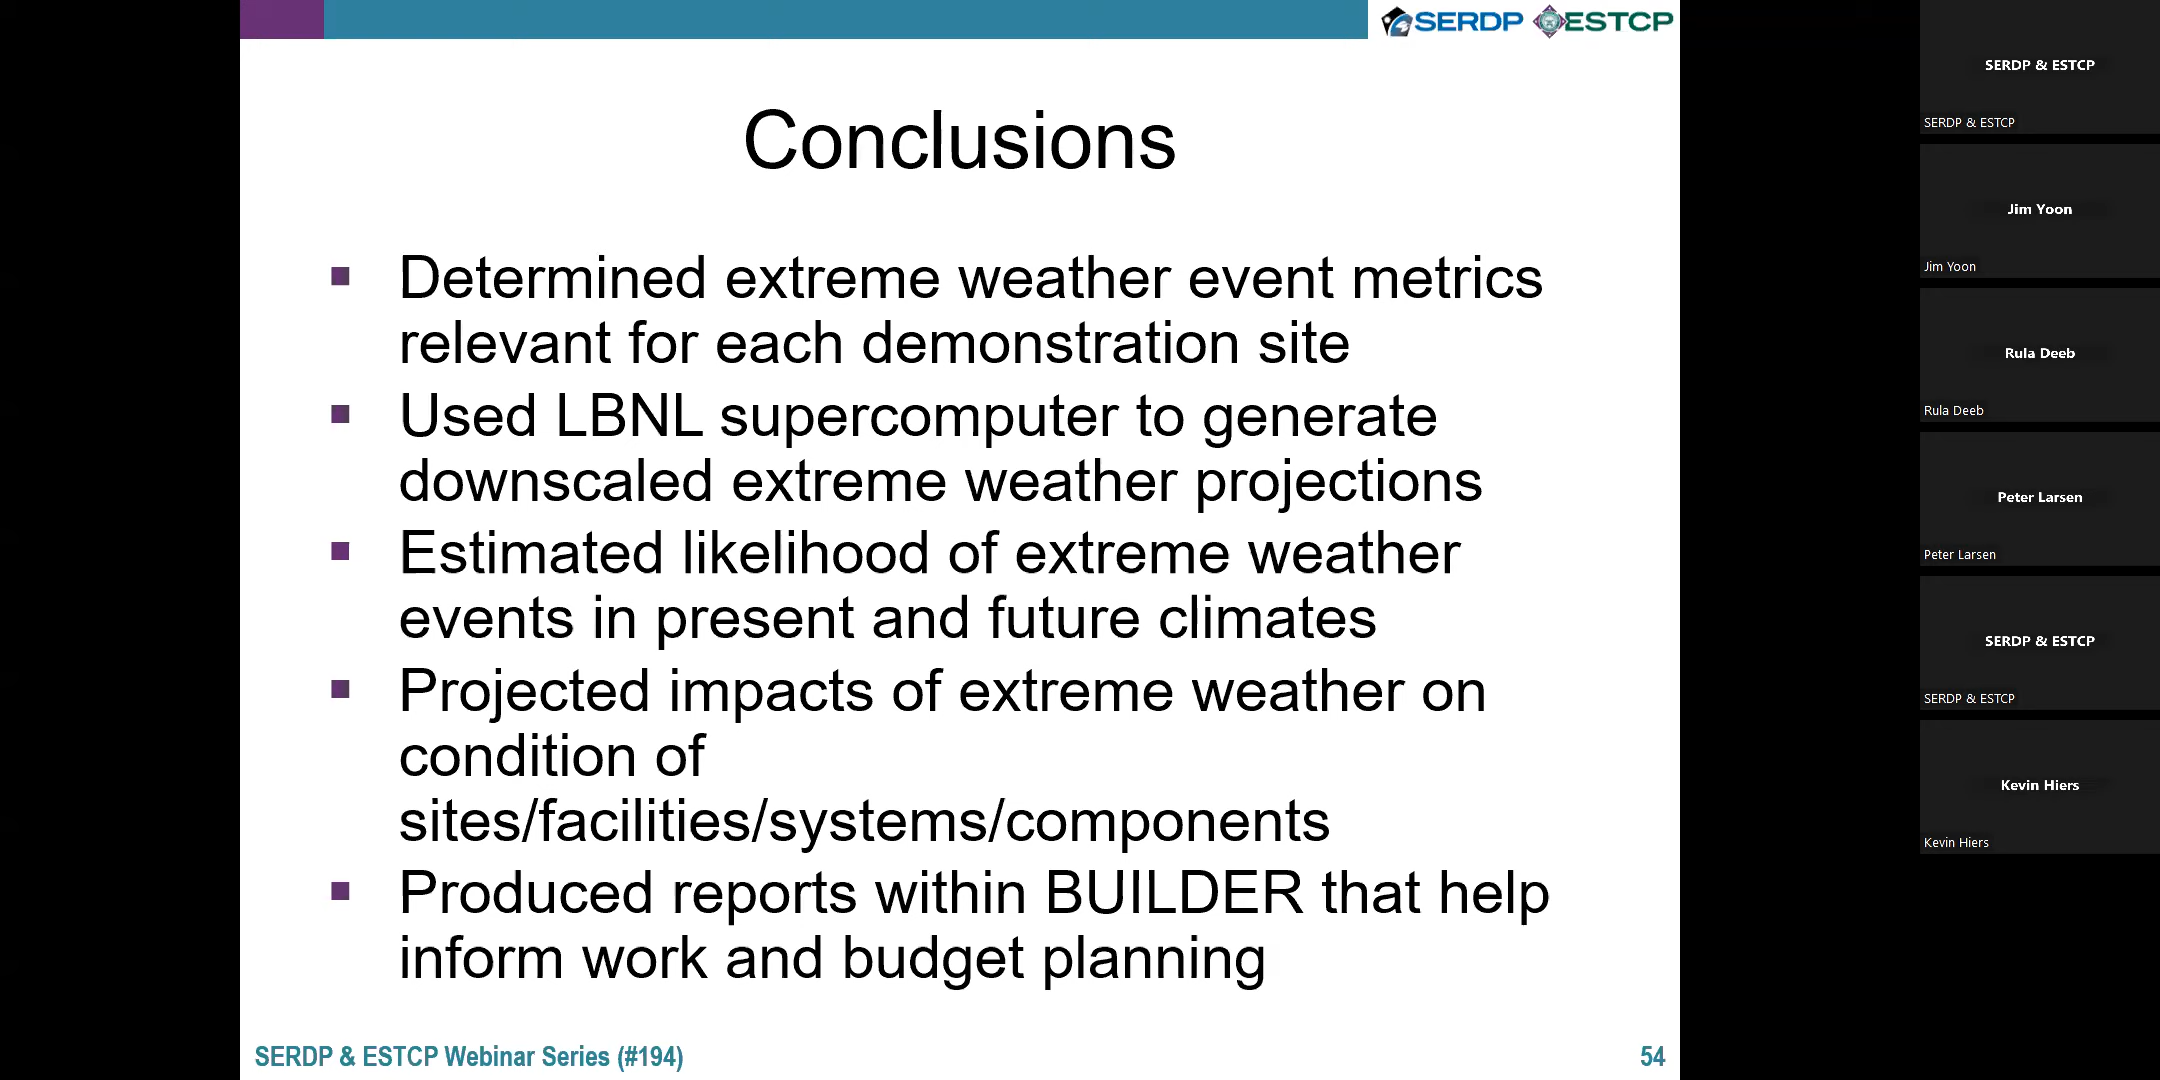 SERDP ESTCP
Conclusions
▪ Determined extreme weather event metrics
relevant for each demonstration site
▪ Used LBNL supercomputer to generate
downscaled extreme weather projections
▪ Estimated likelihood of extreme weather
events in present and future climates
▪ Projected impacts of extreme weather on
condition of
sites/facilities/systems/components
▪ Produced reports within BUILDER that help
inform work and budget planning
SERDP & ESTCP Webinar Series (#194)
54
SERDP & ESTCP
SERDP & ESTCP
Jim Yoon
Jim Yoon
Rula Deeb
Rula Deeb
Peter Larsen
Peter Larsen
SERDP & ESTCP
SERDP & ESTCP
Kevin Hiers
Kevin Hiers